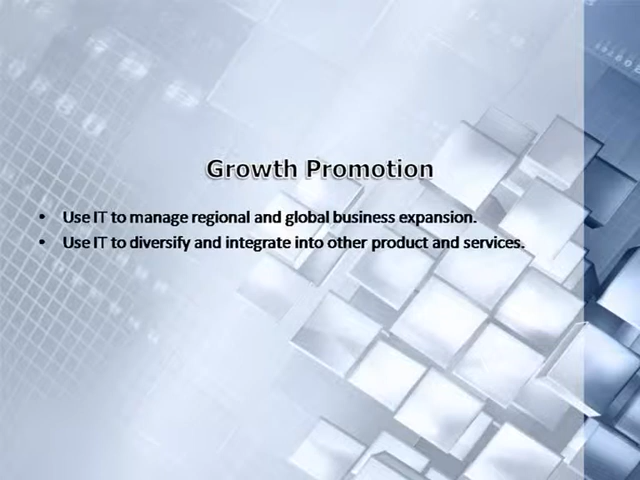 Growth Promotion
• Use IT to manage regional and global business expansion.
• Use IT to diversify and integrate into other product and services.